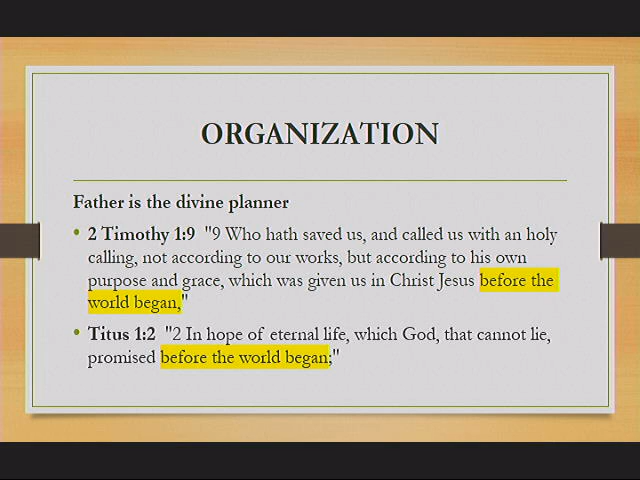 ORGANIZATION
Father is the divine planner
• 2 Timothy 1:9 "9 Who hath saved us, and called us with an holy
calling, not according to our works, but according to his own
purpose and grace, which was given us in Christ Jesus before the
world began,"
• Titus 1:2 "2 In hope of eternal life, which God, that cannot lie,
promised before the world began;"